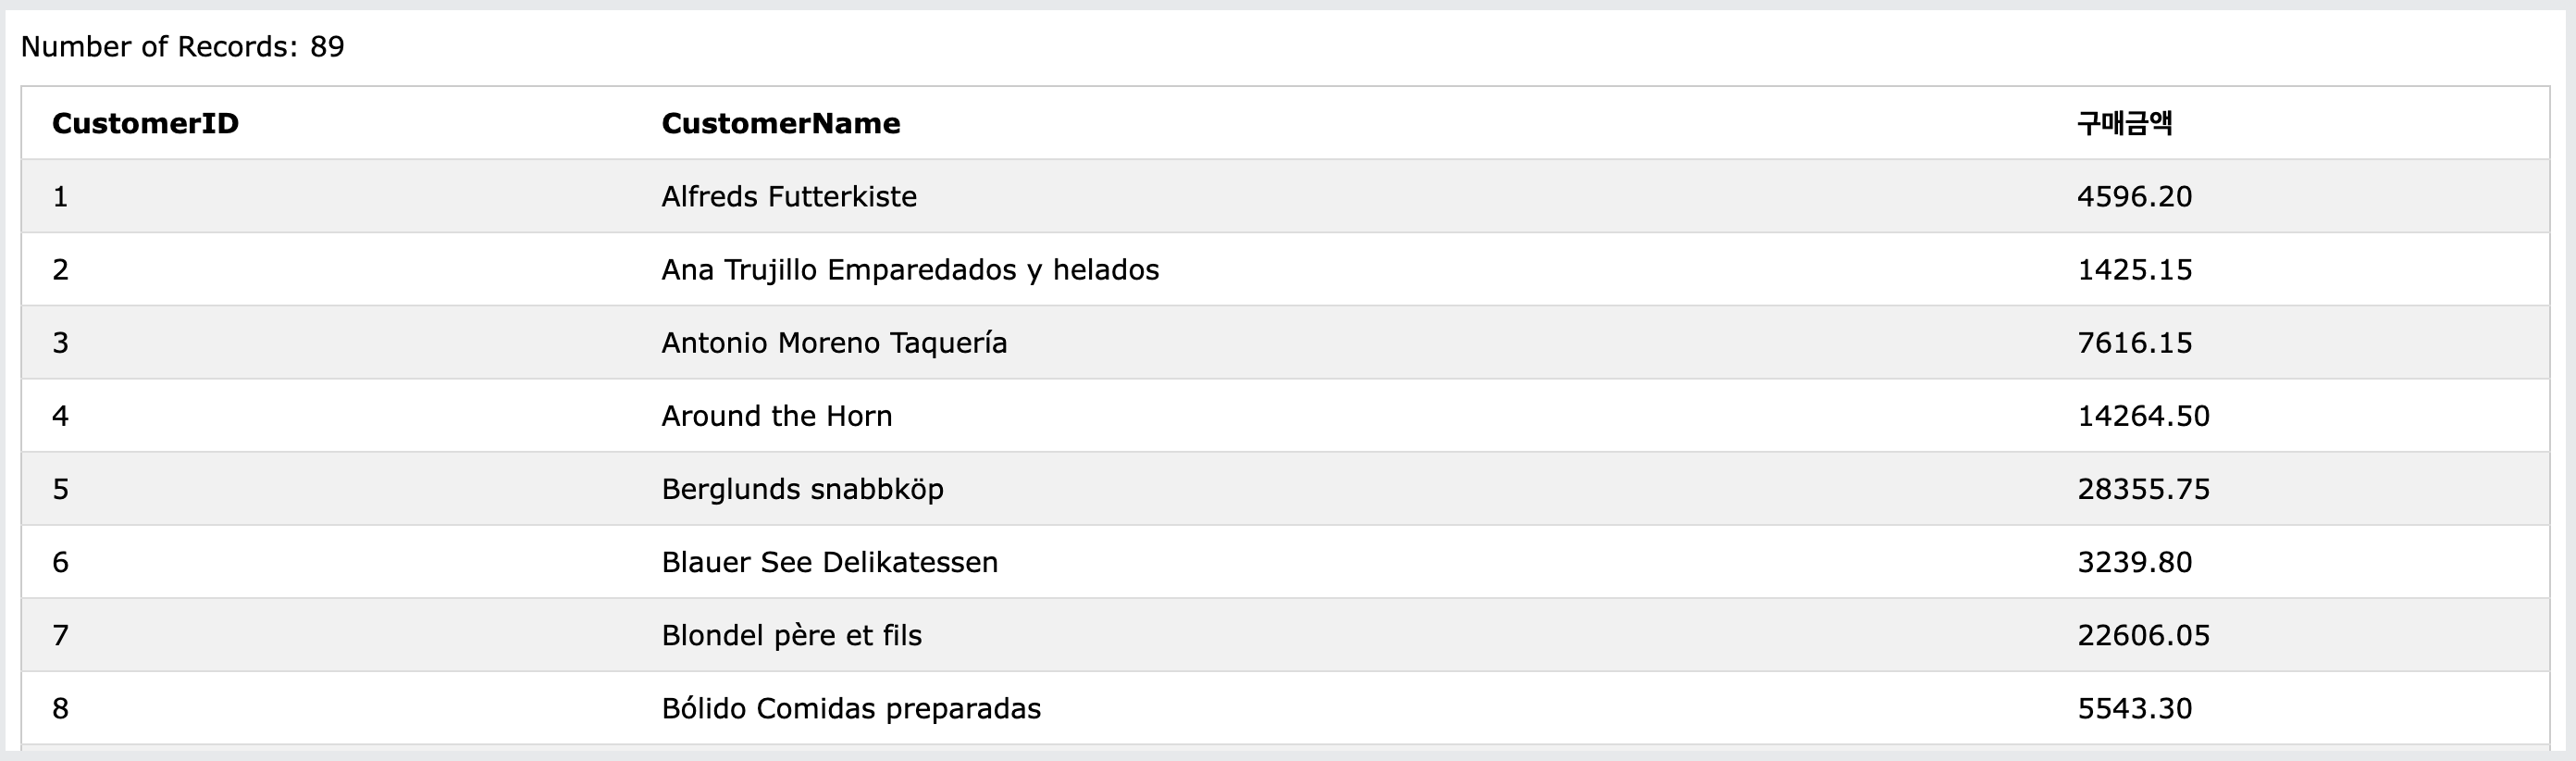 Number of Records: 89
CustomerID CustomerName 구매금액
1 Alfreds Futterkiste 4596.20
2 Ana Trujillo Emparedados y helados 1425.15
3 Antonio Moreno Taquería 7616.15
4 Around the Horn 14264.50
5 Berglunds snabbköp 28355.75
6 Blauer See Delikatessen 3239.80
7 Blondel père et fils 22606.05
8 Bólido Comidas preparadas 5543.30